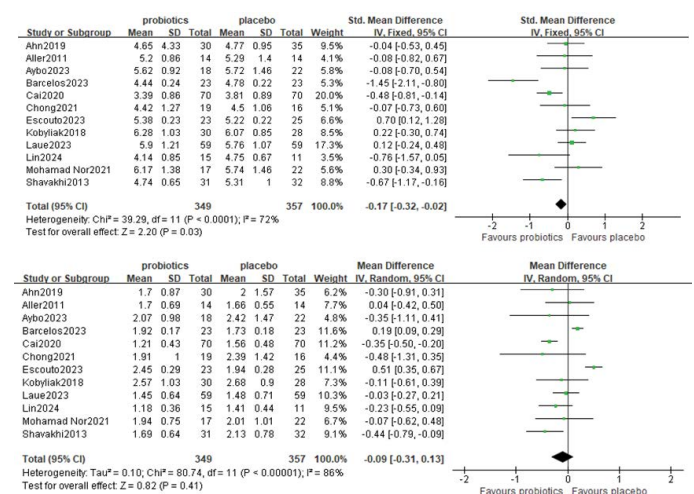 probiotics placebo Std. Mean Difference Std. Mean Difference
Study or Subgroup Mean SD Total Mean SD Total Weight IV, Fixed, 95% CI IV, Fixed, 95% CI
Ahn2019 4.65 4.33 30 4.77 0.95 35 9.5% -0.04 [-0.53, 0.45]
Aller2011 5.2 0.86 14 5.29 1.4 14 4.1% -0.08 [-0.82, 0.67]
Aybo2023 5.62 0.92 18 5.72 1.46 22 5.8% -0.08 [-0.70, 0.54]
Barcelos2023 4.44 0.24 23 4.78 0.22 23 5.2% -1.45 [-2.11, -0.80]
Cai2020 3.39 0.86 70 3.81 0.89 70 20.0% -0.48 [-0.81, -0.14]
Chong2021 4.42 1.27 19 4.5 1.06 16 5.1% -0.07 [-0.73, 0.60]
Escouto2023 5.38 0.23 23 5.22 0.22 25 6.6% 0.70 [0.12, 1.28]
Kobyliak2018 6.28 1.03 30 6.07 0.85 28 8.5% 0.22 [-0.30, 0.74]
Laue2023 5.9 1.21 59 5.76 1.07 59 17.3% 0.12 [-0.24, 0.48]
Lin2024 4.14 0.85 15 4.75 0.67 11 3.5% -0.76 [-1.57, 0.05]
Mohamad Nor2021 6.17 1.38 17 5.74 1.46 22 5.6% 0.30 [-0.34, 0.93]
Shavakhi2013 4.74 0.65 31 5.31 1 32 8.8% -0.67 [-1.17, -0.16]
Total (95% CI) 349 357 100.0% -0.17 [-0.32, -0.02]
Heterogeneity: Chi² = 39.29, df = 11 (P < 0.0001); I² = 72%
Test for overall effect: Z = 2.20 (P = 0.03)
-2 -1 0 1 2
Favours probiotics Favours placebo
probiotics placebo Mean Difference Mean Difference
Study or Subgroup Mean SD Total Mean SD Total Weight IV, Random, 95% CI IV, Random, 95% CI
Ahn2019 1.7 0.87 30 2 1.57 35 6.2% -0.30 [-0.91, 0.31]
Aller2011 1.7 0.69 14 1.66 0.55 14 7.8% 0.04 [-0.42, 0.50]
Aybo2023 2.07 0.98 18 2.42 1.47 22 5.0% -0.35 [-1.11, 0.41]
Barcelos2023 1.92 0.17 23 1.73 0.18 23 11.7% 0.19 [0.09, 0.29]
Cai2020 1.21 0.43 70 1.56 0.48 70 11.4% -0.35 [-0.50, -0.20]
Chong2021 1.91 1 19 2.39 1.42 16 4.5% -0.48 [-1.31, 0.35]
Escouto2023 2.45 0.29 23 1.94 0.28 25 11.3% 0.51 [0.35, 0.67]
Kobyliak2018 2.57 1.03 30 2.68 0.9 28 7.3% -0.11 [-0.61, 0.39]
Laue2023 1.45 0.64 59 1.48 0.71 59 10.6% -0.03 [-0.27, 0.21]
Lin2024 1.18 0.36 15 1.41 0.44 11 9.7% -0.23 [-0.55, 0.09]
Mohamad Nor2021 1.94 0.75 17 2.01 1.01 22 6.8% -0.07 [-0.62, 0.48]
Shavakhi2013 1.69 0.64 31 2.13 0.78 32 9.3% -0.44 [-0.79, -0.09]
Total (95% CI) 349 357 100.0% -0.09 [-0.31, 0.13]
Heterogeneity: Tau² = 0.10; Chi² = 80.74, df = 11 (P < 0.00001); I² = 86%
Test for overall effect: Z = 0.82 (P = 0.41)
-2 -1 0 1 2
Favours probiotics Favours placebo